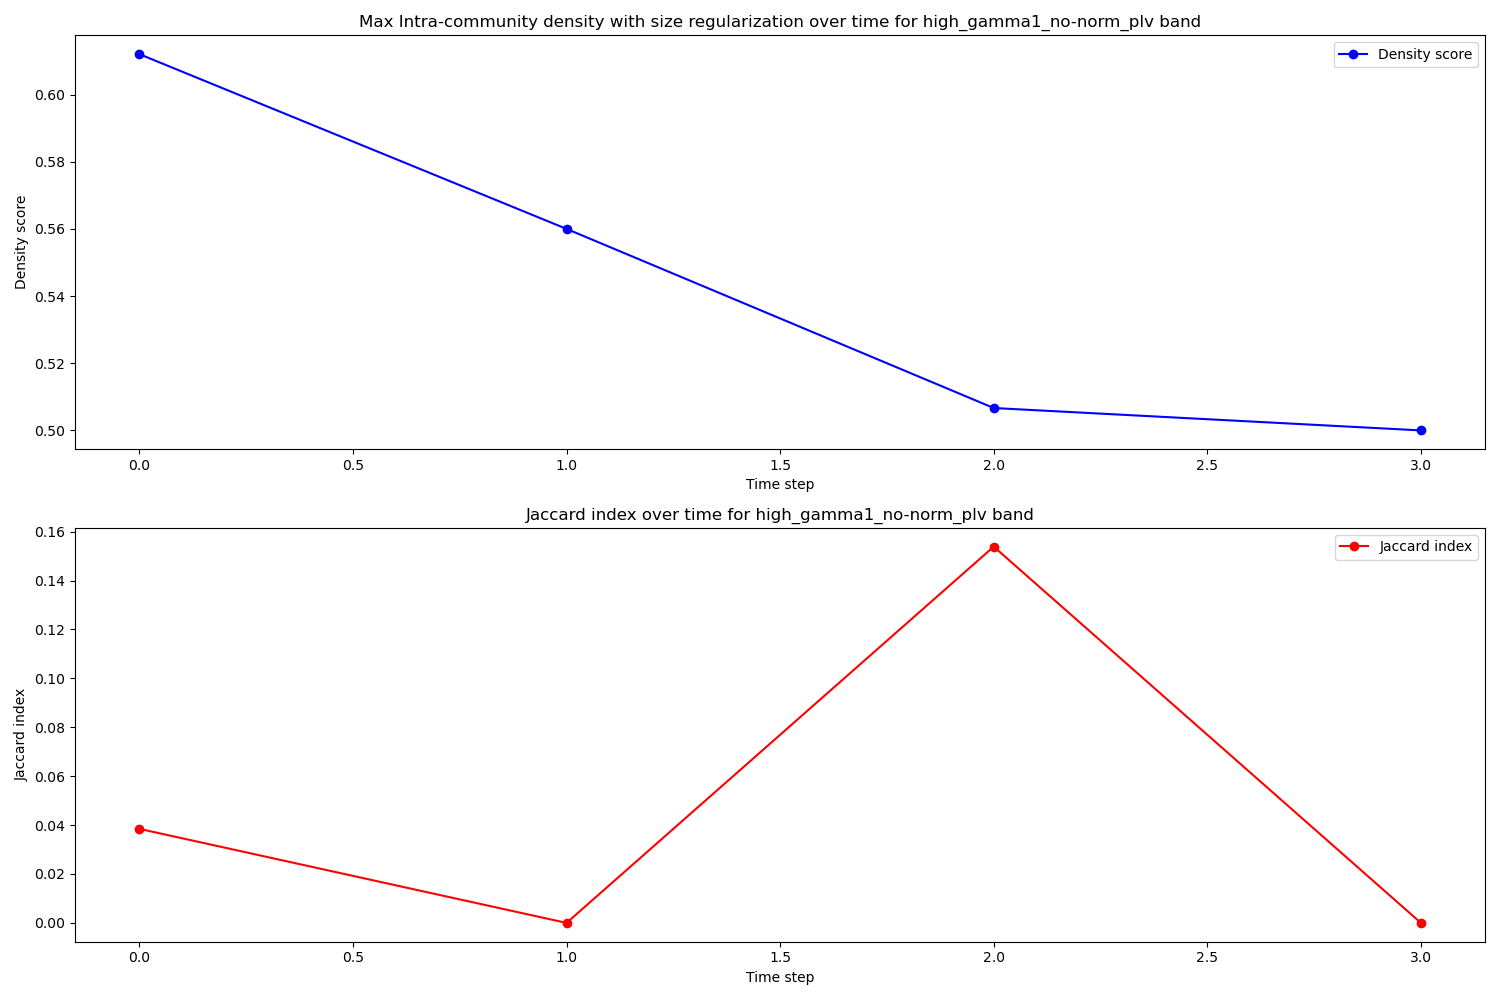 Max Intra-community density with size regularization over time for high_gamma1_no-norm_plv band
Density score
0.60
0.58
0.56
0.54
0.52
0.50
Density score
0.0 0.5 1.0 1.5 2.0 2.5 3.0
Time step
Jaccard index over time for high_gamma1_no-norm_plv band
Jaccard index
0.16
0.14
0.12
0.10
0.08
0.06
0.04
0.02
0.00
Jaccard index
0.0 0.5 1.0 1.5 2.0 2.5 3.0
Time step